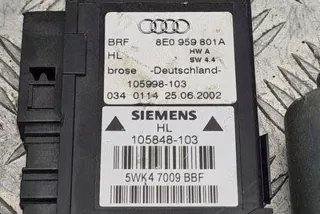 BRF 8E0 959 801A
HL HW A
SW 4.4
brose -Deutschland-
105998-103
034 0114 25.06.2002
SIEMENS
HL
105848-103
5WK4 7009 BBF